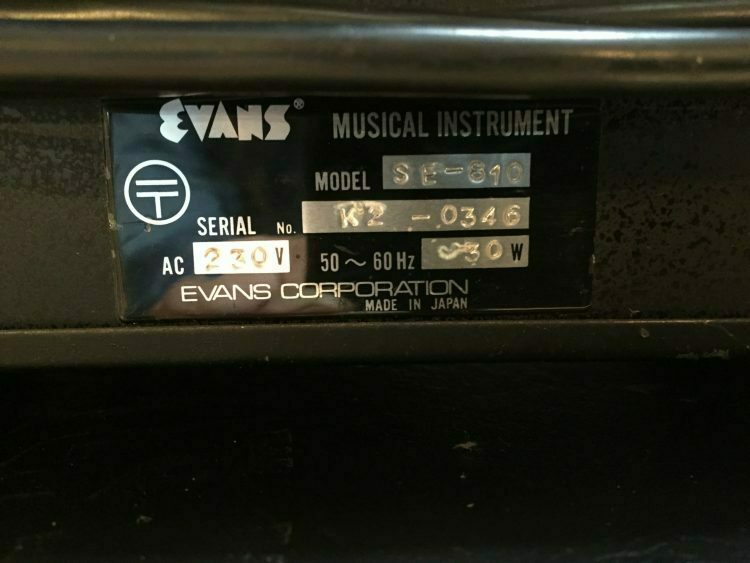 EVANS® MUSICAL INSTRUMENT
MODEL SE-810
SERIAL No. K2 -0346
AC 230V 50～60Hz 30 W
EVANS CORPORATION
MADE IN JAPAN